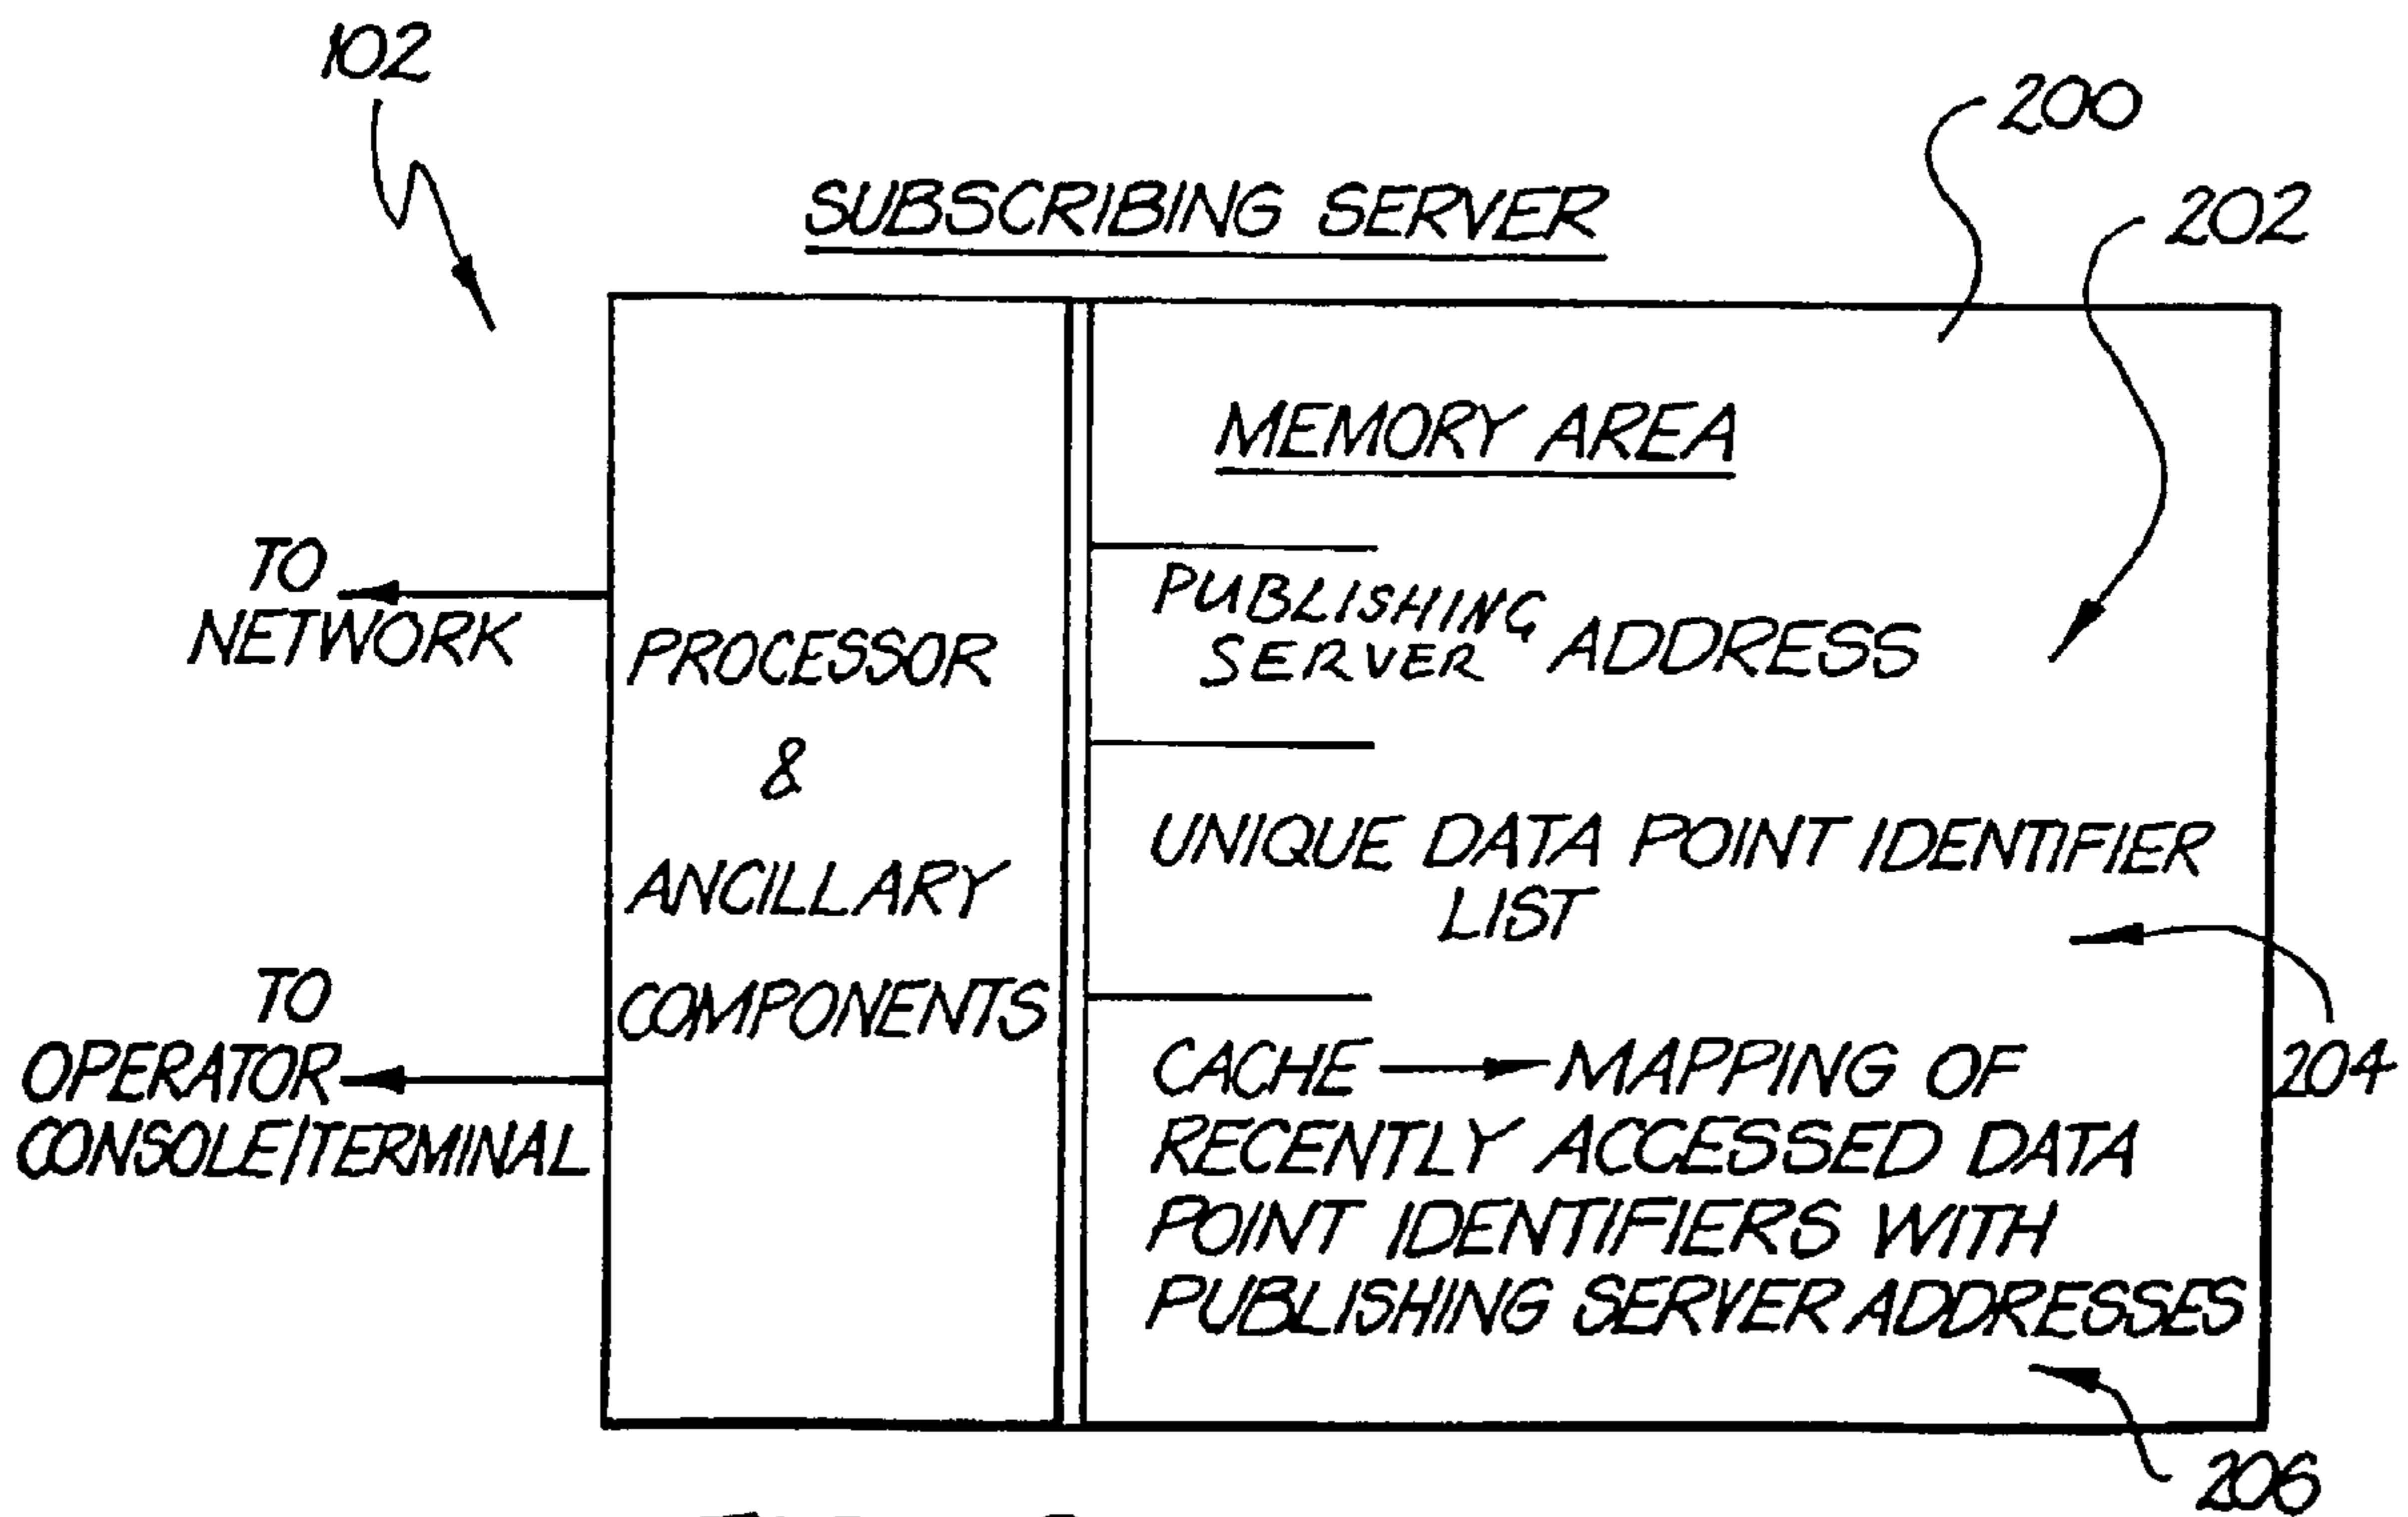 102
200
SUBSCRIBING SERVER
202
MEMORY AREA
TO
NETWORK
PUBLISHING
SERVER ADDRESS
PROCESSOR
&
ANCILLARY
COMPONENTS
UNIQUE DATA POINT IDENTIFIER
LIST
TO
OPERATOR
CONSOLE/TERMINAL
CACHE → MAPPING OF
RECENTLY ACCESSED DATA
POINT IDENTIFIERS WITH
PUBLISHING SERVER ADDRESSES
204
206